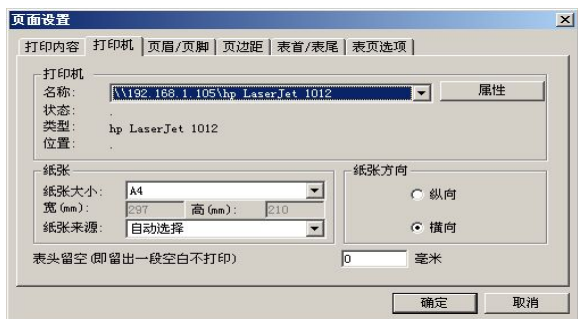 页面设置
打印内容 打印机 页眉/页脚 页边距 表首/表尾 表页选项
打印机
名称: \\192.168.1.105\hp LaserJet 1012 属性
状态: .
类型: hp LaserJet 1012
位置: .
纸张 纸张方向
纸张大小: A4
纵向
宽(mm): 297 高(mm): 210
纸张来源: 自动选择 横向
表头留空(即留出一段空白不打印) 0 毫米
确定 取消